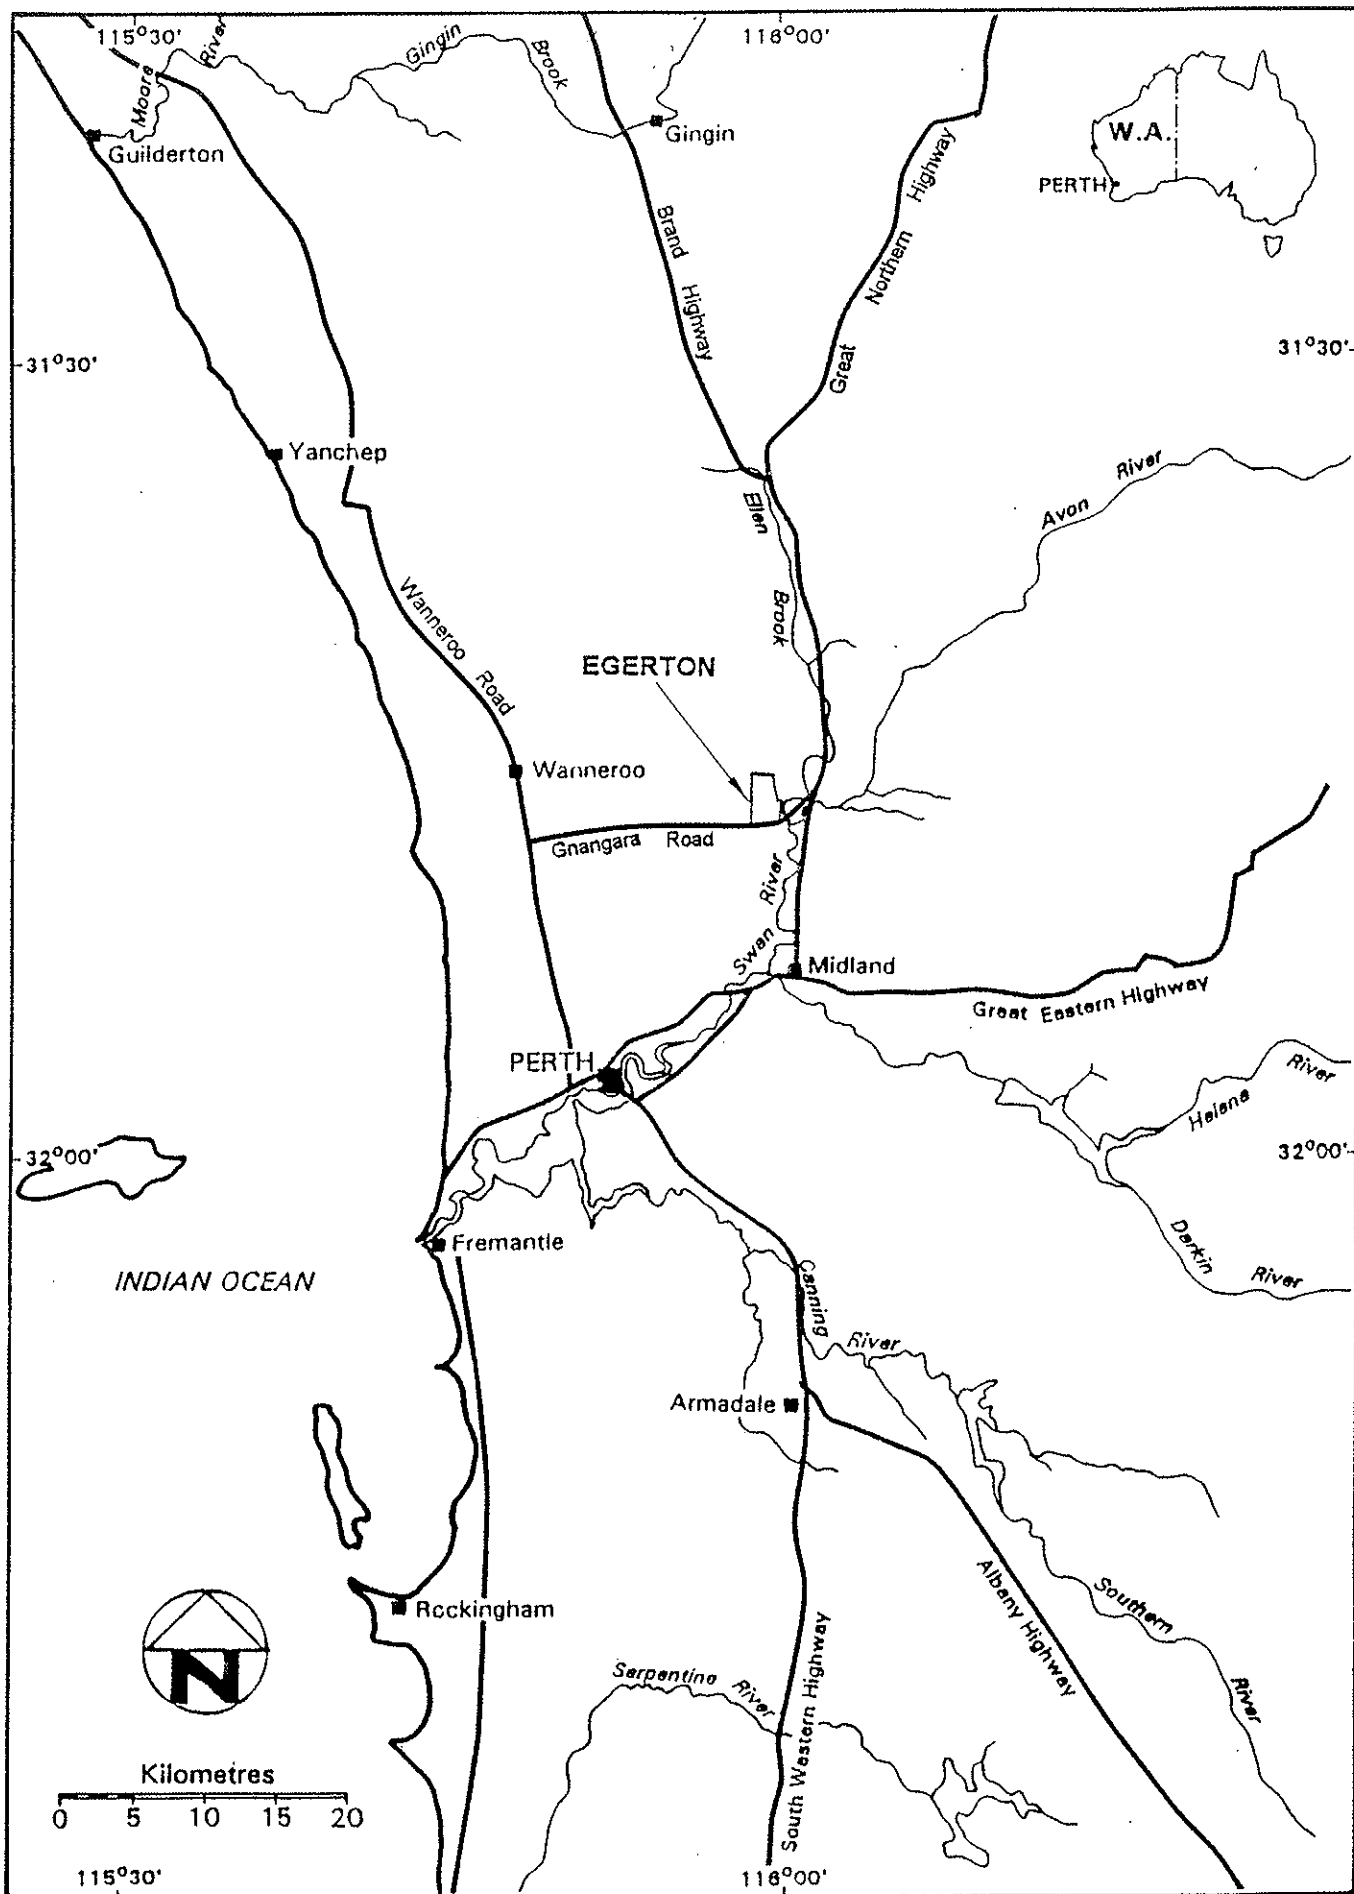 115°30'
116°00'
River
Moore
Gingin
Brook
Gingin
Guilderton
W.A.
PERTH
Brand
Highway
Great
Northern
Highway
31°30'
31°30'
Yanchep
Ellen
Brook
Avon
River
Wanneroo
Road
EGERTON
Wanneroo
Gnangara Road
River
Swan
Midland
Great Eastern Highway
PERTH
Helena
River
32°00'
32°00'
Fremantle
INDIAN OCEAN
Darkin
River
Canning
River
Armadale
Albany Highway
Southern
River
Rockingham
N
Serpentine
River
South Western Highway
Kilometres
0 5 10 15 20
115°30'
116°00'